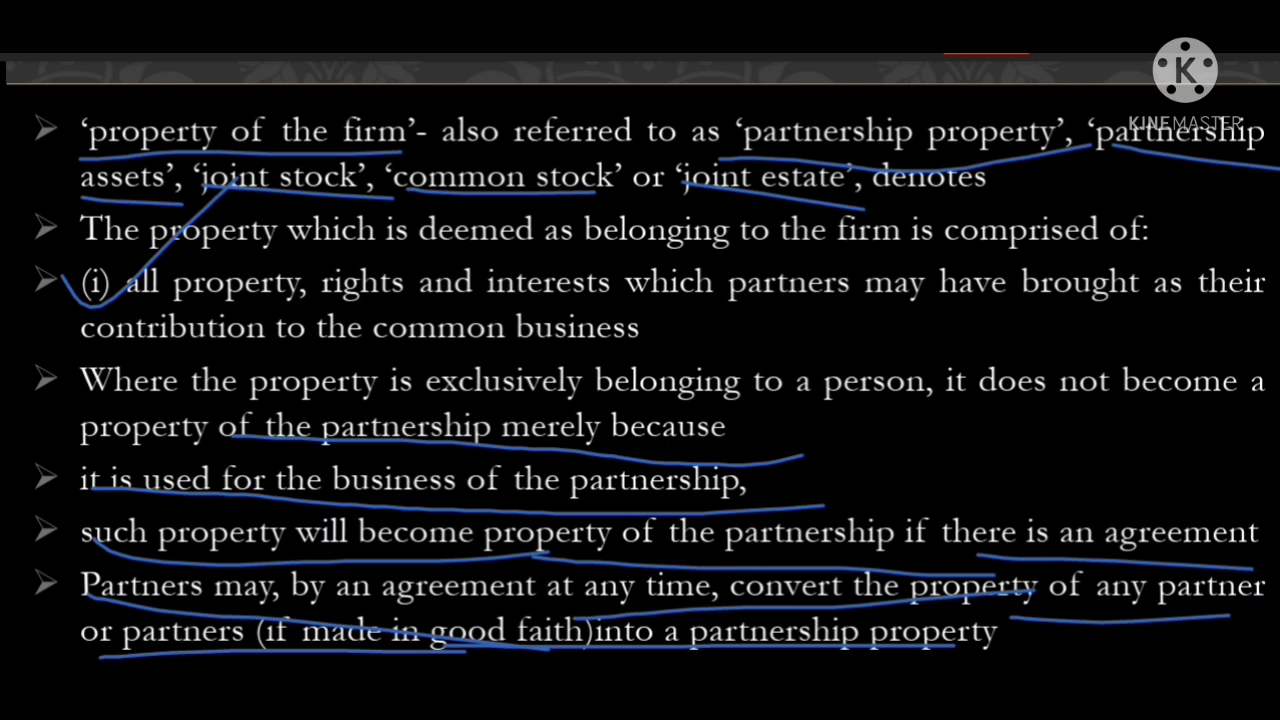 K
KINEMASTER
‘property of the firm’- also referred to as ‘partnership property’, ‘partnership
assets’, ‘joint stock’, ‘common stock’ or ‘joint estate’, denotes
The property which is deemed as belonging to the firm is comprised of:
(i) all property, rights and interests which partners may have brought as their
contribution to the common business
Where the property is exclusively belonging to a person, it does not become a
property of the partnership merely because
it is used for the business of the partnership,
such property will become property of the partnership if there is an agreement
Partners may, by an agreement at any time, convert the property of any partner
or partners (if made in good faith)into a partnership property